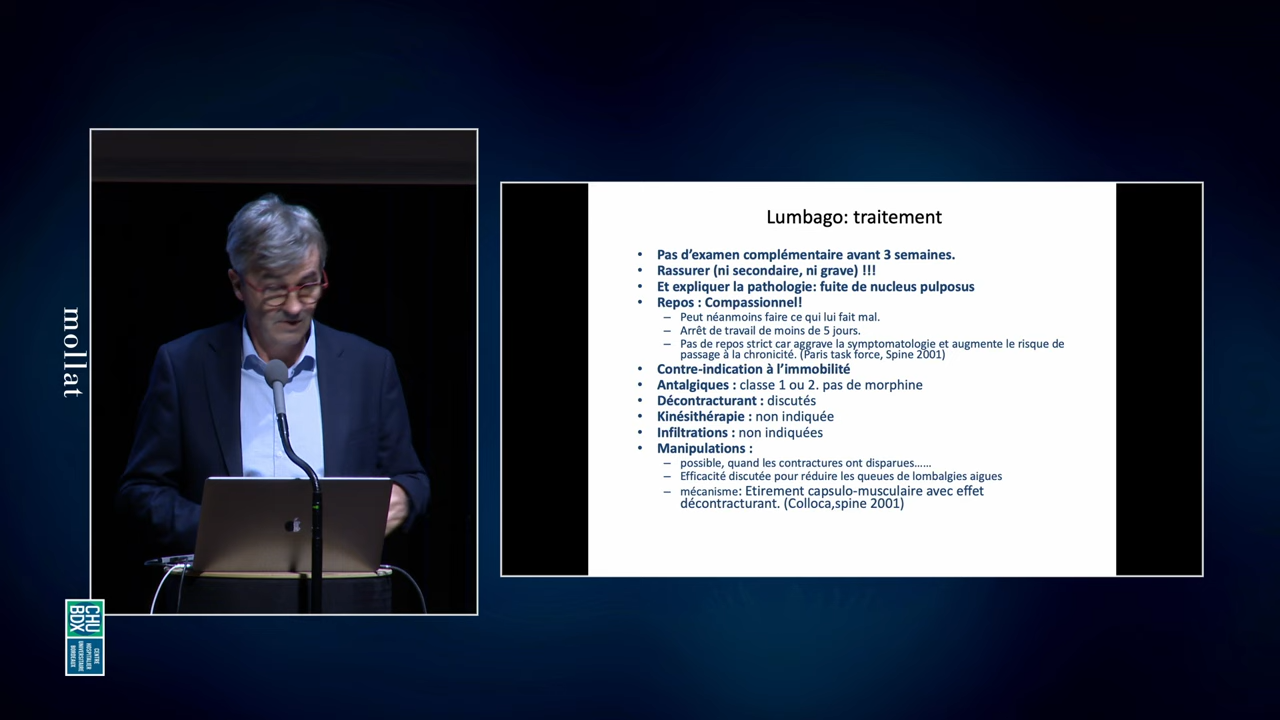 mollat
CHU
BDX
CENTRE
HOSPITALIER
UNIVERSITAIRE
BORDEAUX
Lumbago: traitement
• Pas d'examen complémentaire avant 3 semaines.
• Rassurer (ni secondaire, ni grave) !!!
• Et expliquer la pathologie: fuite de nucleus pulposus
• Repos : Compassionnel!
– Peut néanmoins faire ce qui lui fait mal.
– Arrêt de travail de moins de 5 jours.
– Pas de repos strict car aggrave la symptomatologie et augmente le risque de
passage à la chronicité. (Paris task force, Spine 2001)
• Contre-indication à l'immobilité
• Antalgiques : classe 1 ou 2. pas de morphine
• Décontracturant : discutés
• Kinésithérapie : non indiquée
• Infiltrations : non indiquées
• Manipulations :
– possible, quand les contractures ont disparues……
– Efficacité discutée pour réduire les queues de lombalgies aigues
– mécanisme: Etirement capsulo-musculaire avec effet
décontracturant. (Colloca,spine 2001)